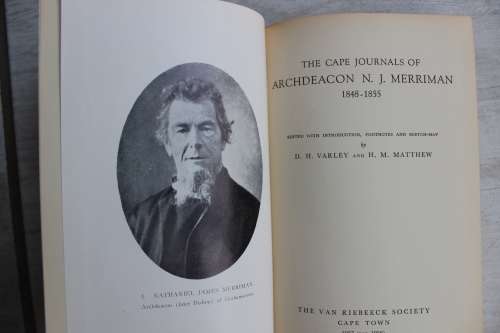 1. NATHANIEL JAMES MERRIMAN
Archdeacon (later Bishop) of Grahamstown
THE CAPE JOURNALS OF
ARCHDEACON N. J. MERRIMAN
1848-1855
EDITED WITH INTRODUCTION, FOOTNOTES AND SKETCH-MAP
by
D. H. VARLEY AND H. M. MATTHEW
THE VAN RIEBEECK SOCIETY
CAPE TOWN